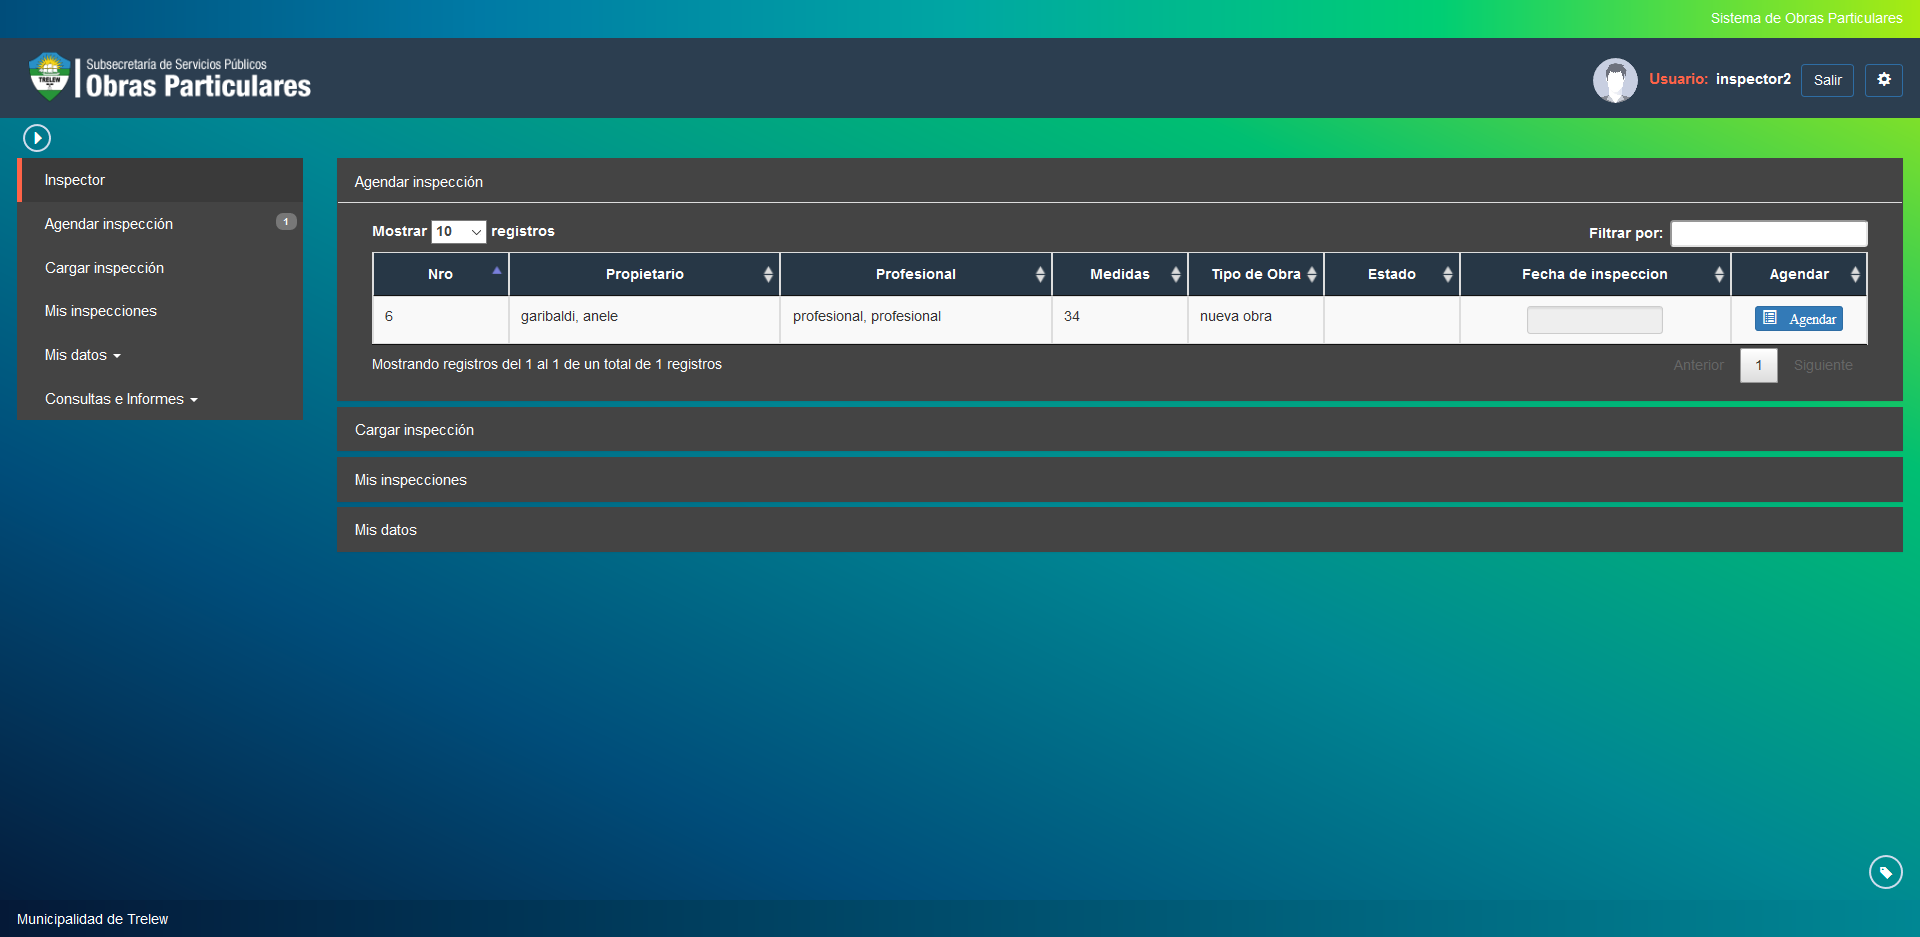 Sistema de Obras Particulares
Subsecretaría de Servicios Públicos
TRELEW
Obras Particulares
Usuario: inspector2 Salir
Inspector
Agendar inspección 1
Cargar inspección
Mis inspecciones
Mis datos
Consultas e Informes
Agendar inspección
Mostrar 10 registros
Filtrar por:
Nro Propietario Profesional Medidas Tipo de Obra Estado Fecha de inspeccion Agendar
6 garibaldi, anele profesional, profesional 34 nueva obra Agendar
Mostrando registros del 1 al 1 de un total de 1 registros
Anterior 1 Siguiente
Cargar inspección
Mis inspecciones
Mis datos
Municipalidad de Trelew